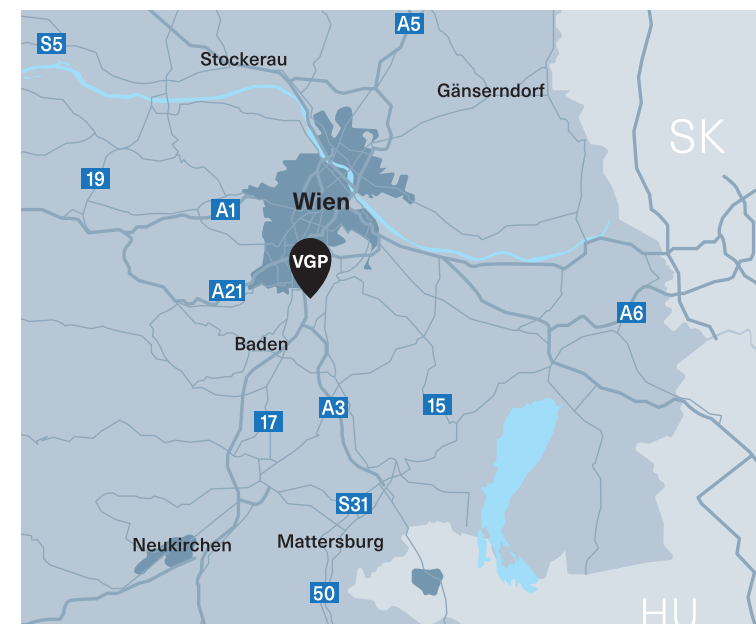 A5
S5
Stockerau
Gänserndorf
SK
19
Wien
A1
VGP
A21
A6
Baden
17
A3
15
S31
Neukirchen
Mattersburg
50
HU